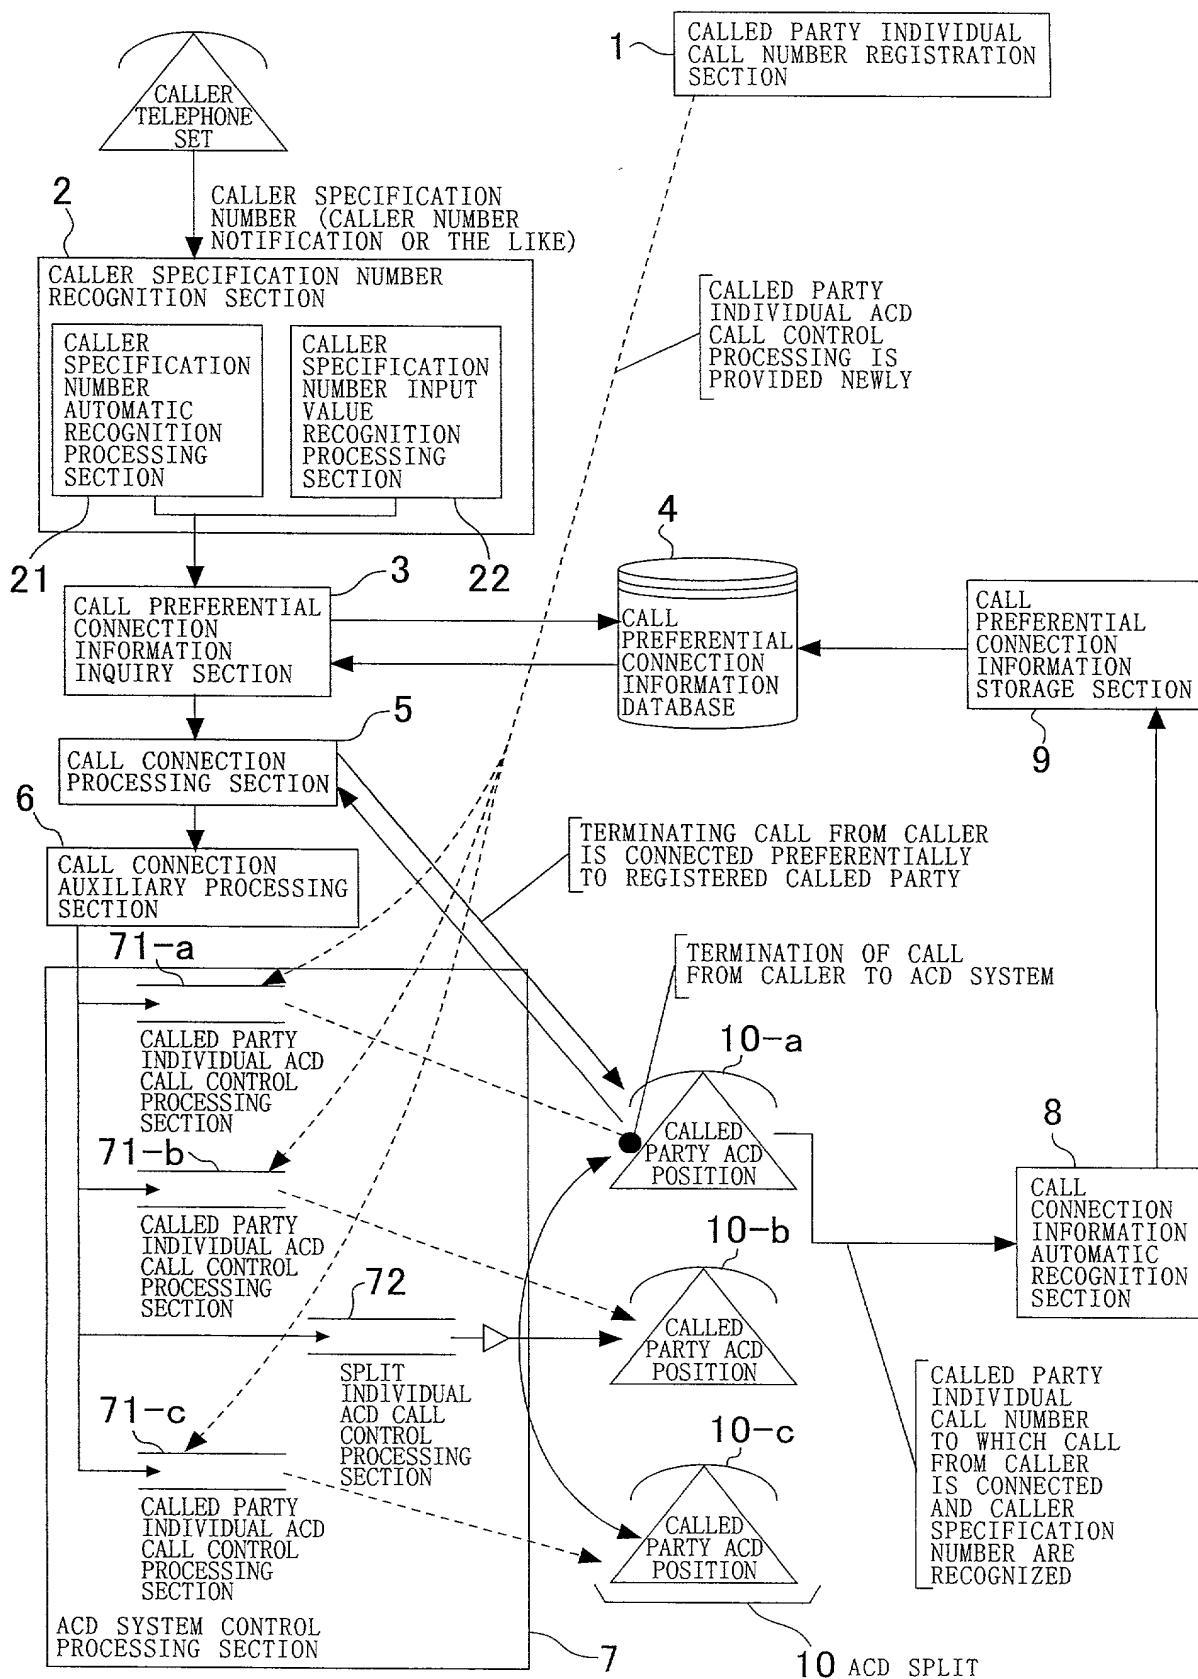 1
CALLED PARTY INDIVIDUAL
CALL NUMBER REGISTRATION
SECTION
CALLER
TELEPHONE
SET
2
CALLER SPECIFICATION
NUMBER (CALLER NUMBER
NOTIFICATION OR THE LIKE)
CALLER SPECIFICATION NUMBER
RECOGNITION SECTION
CALLER
SPECIFICATION
NUMBER
AUTOMATIC
RECOGNITION
PROCESSING
SECTION
CALLER
SPECIFICATION
NUMBER INPUT
VALUE
RECOGNITION
PROCESSING
SECTION
CALLED PARTY
INDIVIDUAL ACD
CALL CONTROL
PROCESSING IS
PROVIDED NEWLY
21
22
3
4
CALL PREFERENTIAL
CONNECTION
INFORMATION
INQUIRY SECTION
CALL
PREFERENTIAL
CONNECTION
INFORMATION
DATABASE
CALL
PREFERENTIAL
CONNECTION
INFORMATION
STORAGE SECTION
9
5
CALL CONNECTION
PROCESSING SECTION
6
CALL CONNECTION
AUXILIARY PROCESSING
SECTION
TERMINATING CALL FROM CALLER
IS CONNECTED PREFERENTIALLY
TO REGISTERED CALLED PARTY
TERMINATION OF CALL
FROM CALLER TO ACD SYSTEM
71-a
CALLED PARTY
INDIVIDUAL ACD
CALL CONTROL
PROCESSING
SECTION
10-a
CALLED
PARTY ACD
POSITION
8
CALL
CONNECTION
INFORMATION
AUTOMATIC
RECOGNITION
SECTION
71-b
CALLED PARTY
INDIVIDUAL ACD
CALL CONTROL
PROCESSING
SECTION
10-b
CALLED
PARTY ACD
POSITION
72
SPLIT
INDIVIDUAL
ACD CALL
CONTROL
PROCESSING
SECTION
CALLED PARTY
INDIVIDUAL
CALL NUMBER
TO WHICH CALL
FROM CALLER
IS CONNECTED
AND CALLER
SPECIFICATION
NUMBER ARE
RECOGNIZED
71-c
CALLED PARTY
INDIVIDUAL ACD
CALL CONTROL
PROCESSING
SECTION
10-c
CALLED
PARTY ACD
POSITION
ACD SYSTEM CONTROL
PROCESSING SECTION
7
10 ACD SPLIT